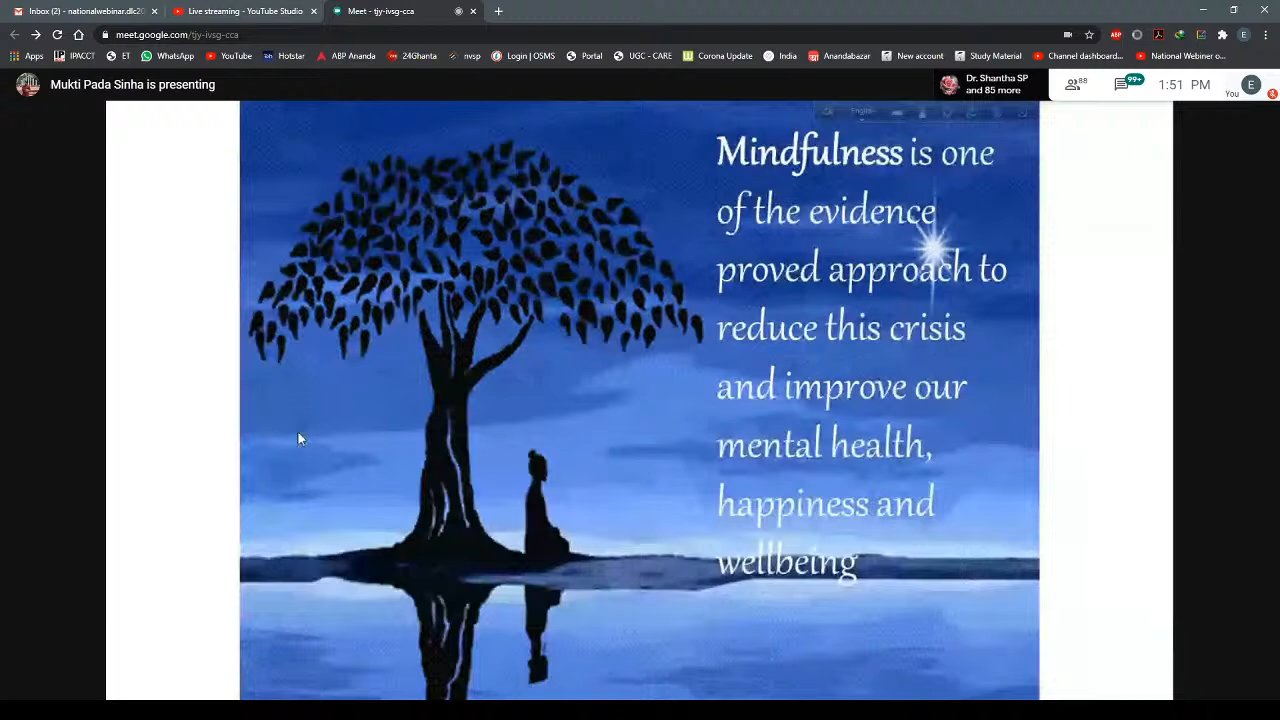 Inbox (2) - nationalwebinar.dlc20
Live streaming - YouTube Studio
Meet - tjy-ivsg-cca
meet.google.com/tjy-ivsg-cca
Apps
IPACCT
ET
WhatsApp
YouTube
Hotstar
ABP Ananda
24Ghanta
nvsp
Login | OSMS
Portal
UGC - CARE
Corona Update
India
Anandabazar
New account
Study Material
Channel dashboard...
National Webinar o...
Mukti Pada Sinha is presenting
Dr. Shantha SP
and 85 more
88
99+
1:51 PM
You
E
Mindfulness is one
of the evidence
proved approach to
reduce this crisis
and improve our
mental health,
happiness and
wellbeing